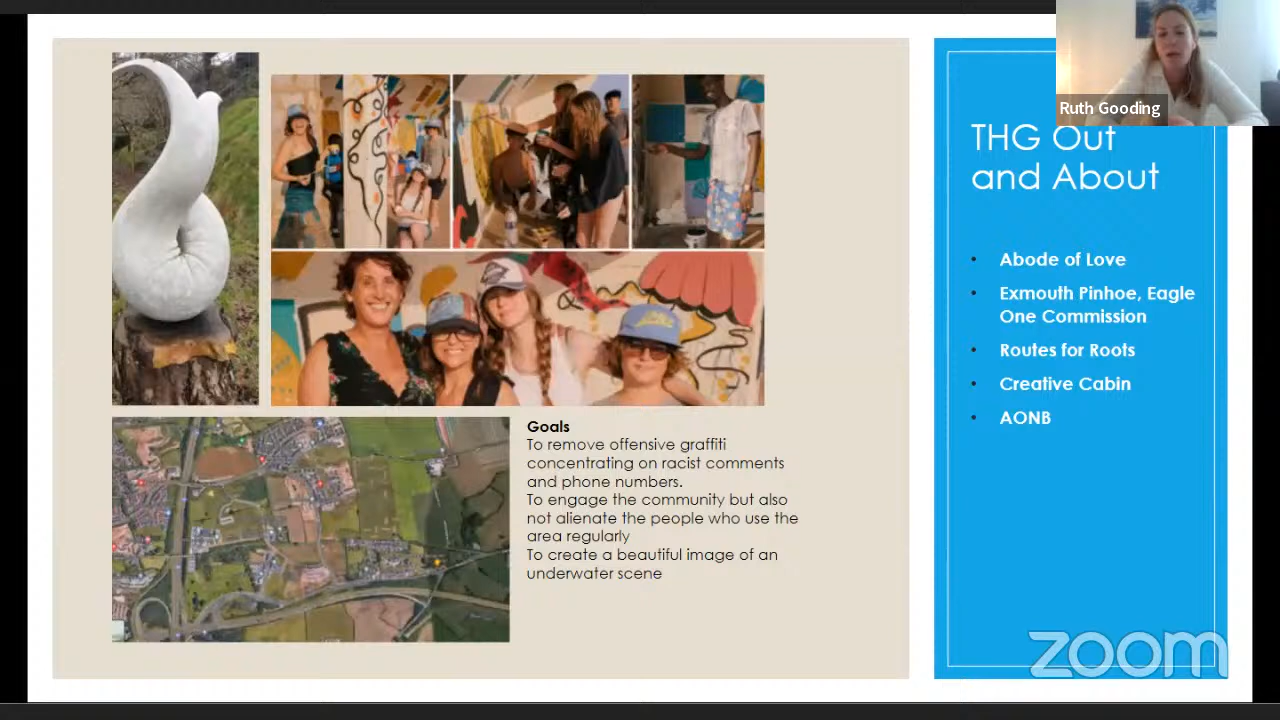 Ruth Gooding
THG Out
and About
• Abode of Love
• Exmouth Pinhoe, Eagle
One Commission
• Routes for Roots
• Creative Cabin
• AONB
Goals
To remove offensive graffiti
concentrating on racist comments
and phone numbers.
To engage the community but also
not alienate the people who use the
area regularly
To create a beautiful image of an
underwater scene
zoom